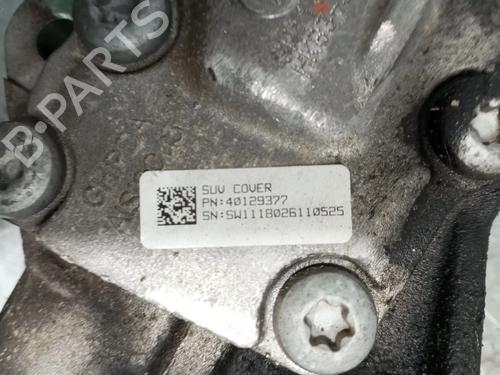 B-PARTS
SUV COVER
PN:40129377
SN:SW1118026110525